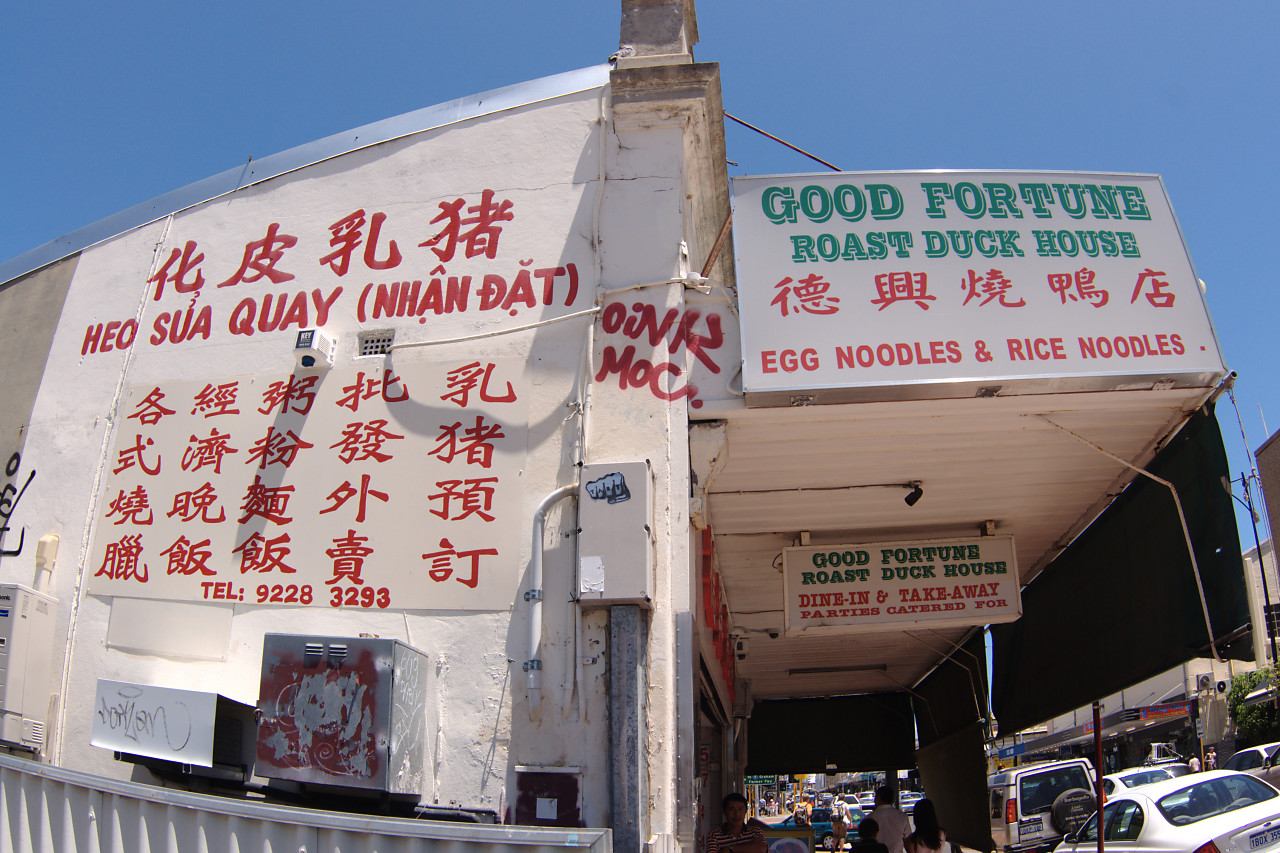 化皮乳猪
HEO SỬA QUAY (NHẬN ĐẶT)
各 經 粥 批 乳
式 濟 粉 發 猪
燒 晚 麵 外 預
臘 飯 飯 賣 訂
TEL: 9228 3293
OINK
MOC.
GOOD FORTUNE
ROAST DUCK HOUSE
德興燒鴨店
EGG NOODLES & RICE NOODLES .
GOOD FORTUNE
ROAST DUCK HOUSE
DINE-IN & TAKE-AWAY
PARTIES CATERED FOR